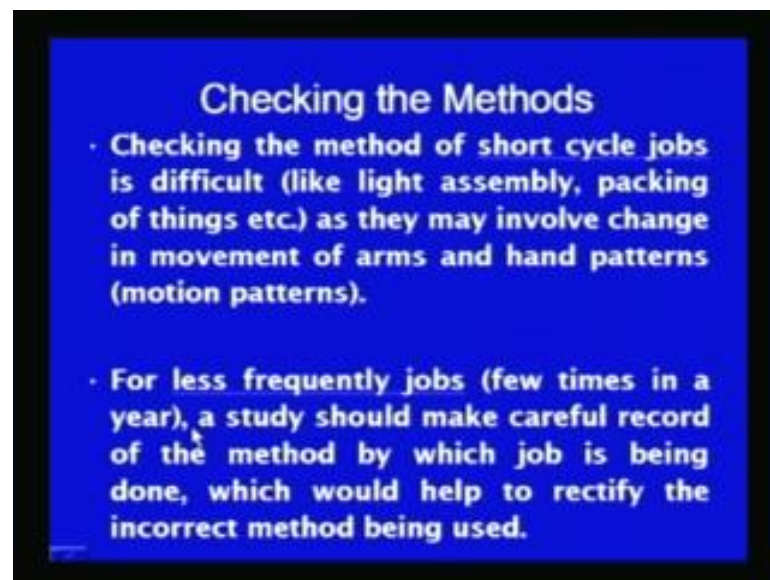 Checking the Methods
· Checking the method of short cycle jobs
is difficult (like light assembly, packing
of things etc.) as they may involve change
in movement of arms and hand patterns
(motion patterns).
· For less frequently jobs (few times in a
year), a study should make careful record
of the method by which job is being
done, which would help to rectify the
incorrect method being used.